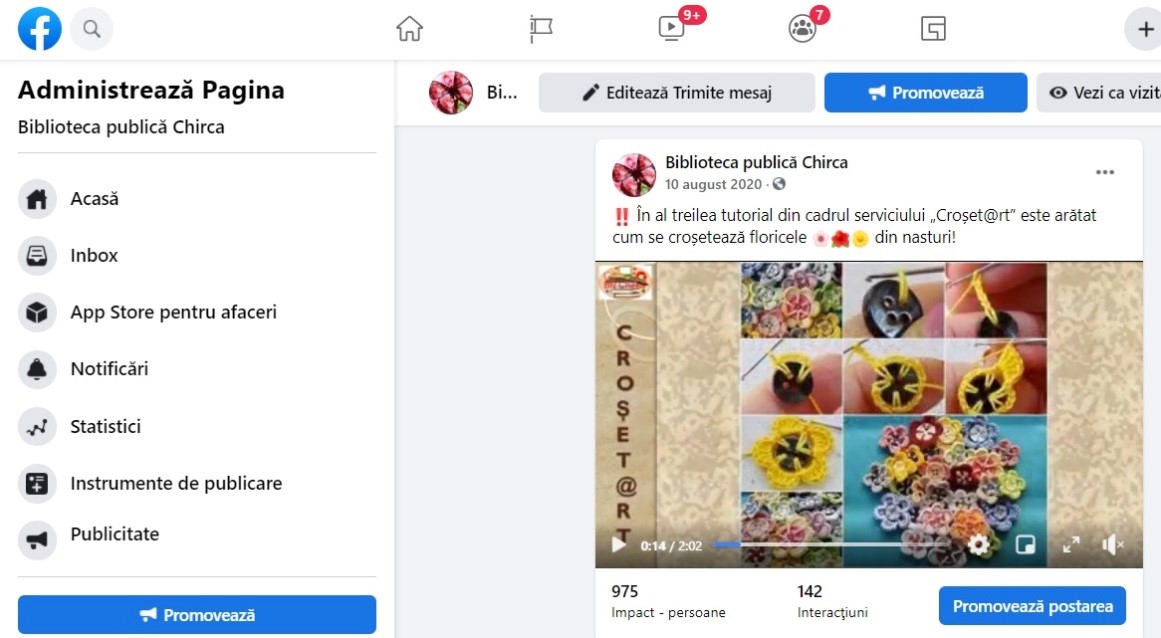 9+
7
Administrează Pagina
Biblioteca publică Chirca
Acasă
Inbox
App Store pentru afaceri
Notificări
Statistici
Instrumente de publicare
Publicitate
Promovează
Bi...
Editează Trimite mesaj
Promovează
Vezi ca vizit
Biblioteca publică Chirca
10 august 2020 ·
‼ În al treilea tutorial din cadrul serviciului „Croșet@rt” este arătat
cum se croșetează floricele 🌸🌺🌼 din nasturi!
CROȘET@RT
0:14 / 2:02
975
Impact - persoane
142
Interacțiuni
Promovează postarea